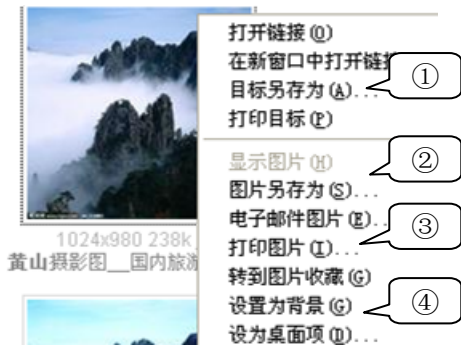 打开链接(O)
在新窗口中打开链接
①
目标另存为(A)...
打印目标(P)
显示图片(H)
②
图片另存为(S)...
电子邮件图片(E)...
③
打印图片(I)...
转到图片收藏(G)
设置为背景(G)
④
设为桌面项(D)...
1024x980 238k
黄山摄影图__国内旅游